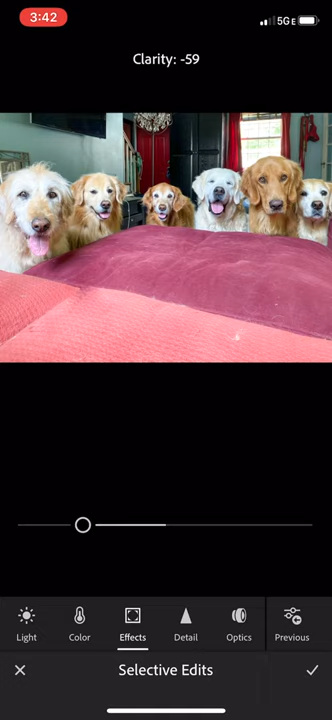 3:42
5G E
Clarity: -59
Light
Color
Effects
Detail
Optics
Previous
Selective Edits